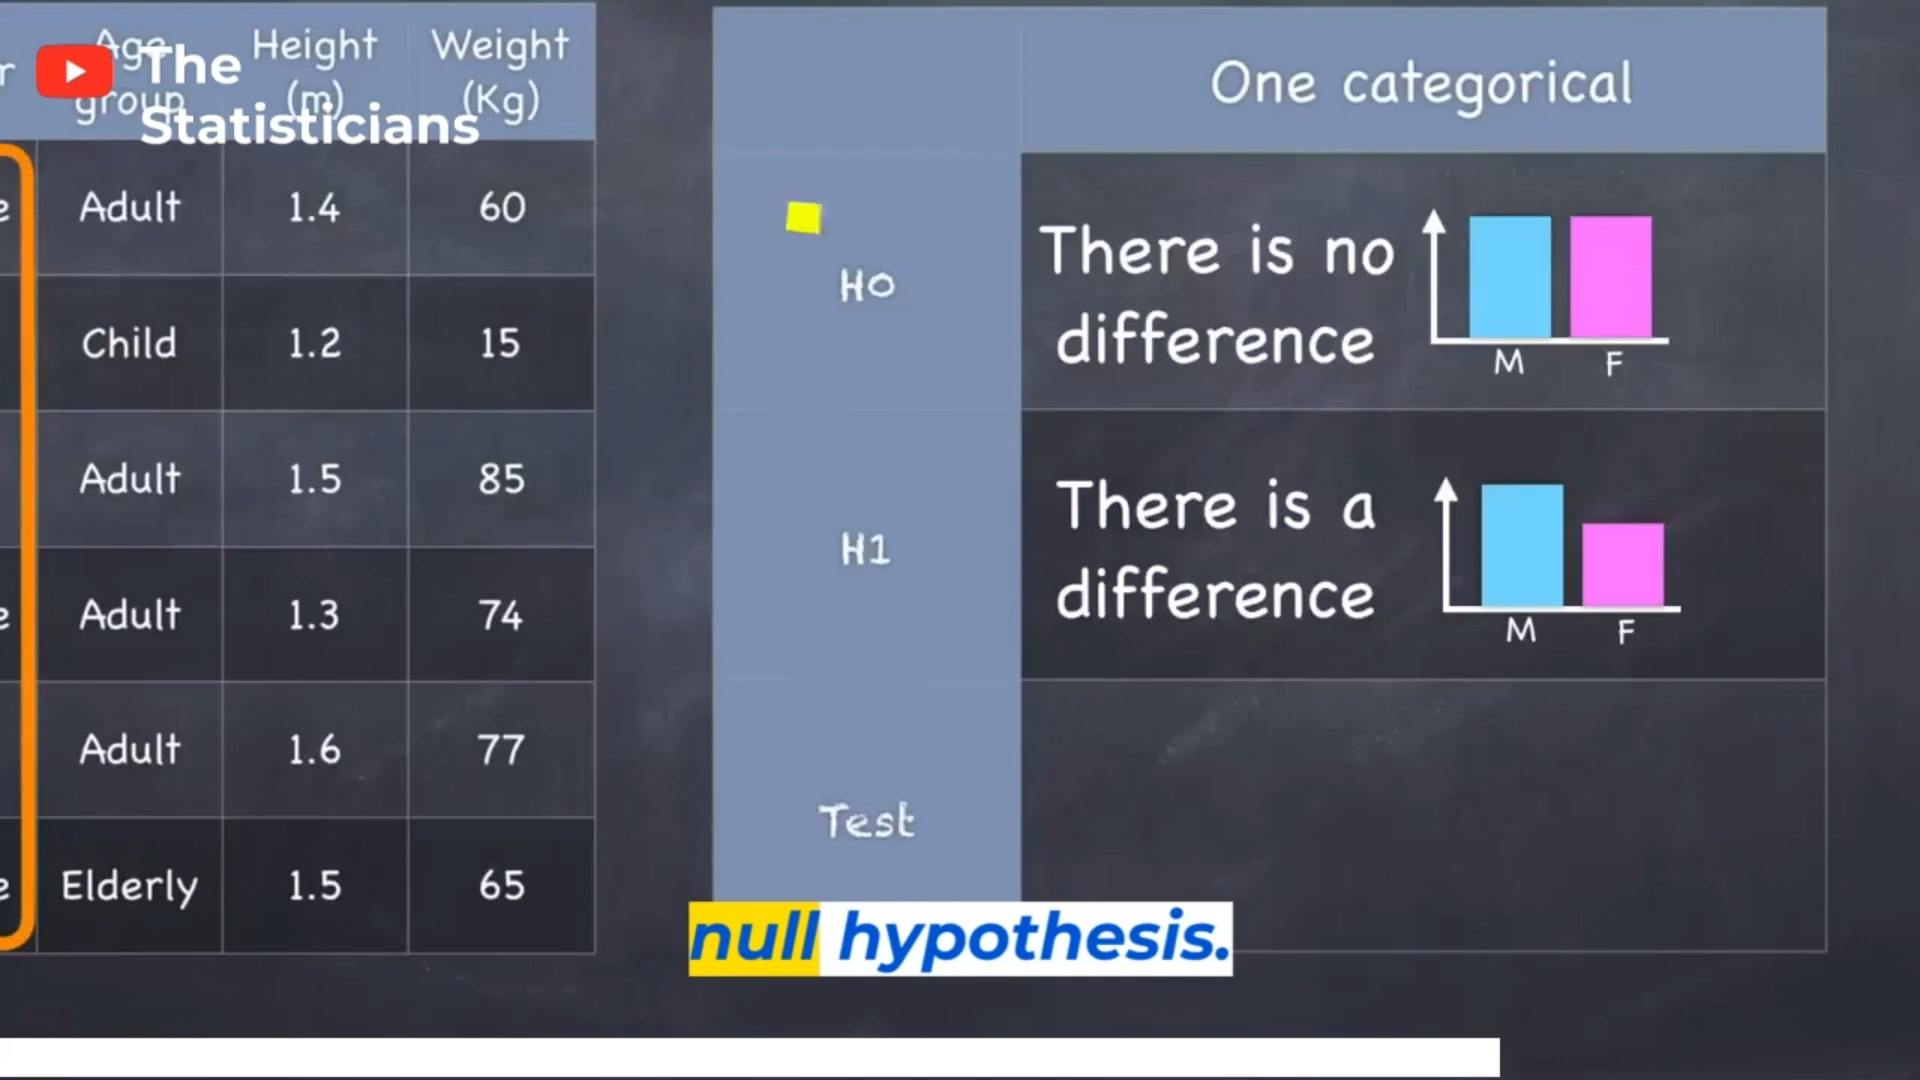 The
Statisticians
Age
group
Height
(m)
Weight
(Kg)
Adult 1.4 60
Child 1.2 15
Adult 1.5 85
Adult 1.3 74
Adult 1.6 77
Elderly 1.5 65
One categorical
H0
There is no
difference
M F
H1
There is a
difference
M F
Test
null hypothesis.